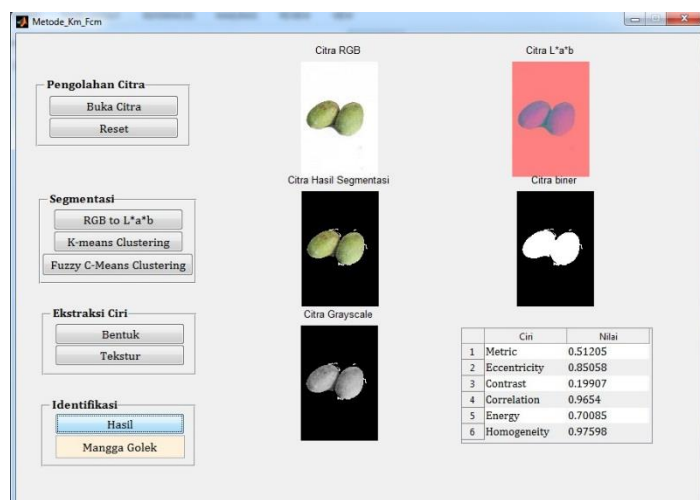 Metode_Km_Fcm
Pengolahan Citra
Buka Citra
Reset
Segmentasi
RGB to L*a*b
K-means Clustering
Fuzzy C-Means Clustering
Ekstraksi Ciri
Bentuk
Tekstur
Identifikasi
Hasil
Mangga Golek
Citra RGB
Citra L*a*b
Citra Hasil Segmentasi
Citra biner
Citra Grayscale
Ciri Nilai
1 Metric 0.51205
2 Eccentricity 0.85058
3 Contrast 0.19907
4 Correlation 0.9654
5 Energy 0.70085
6 Homogeneity 0.97598